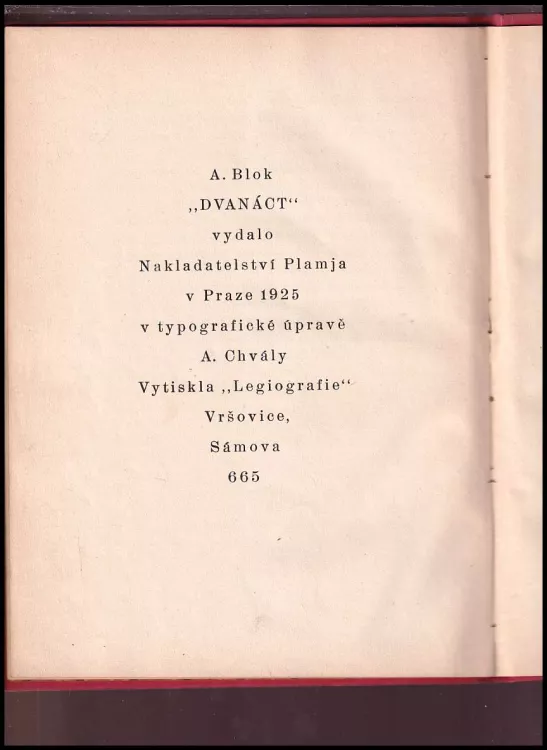 A. Blok
„DVANÁCT“
vydalo
Nakladatelství Plamja
v Praze 1925
v typografické úpravě
A. Chvály
Vytiskla „Legiografie“
Vršovice,
Sámova
665